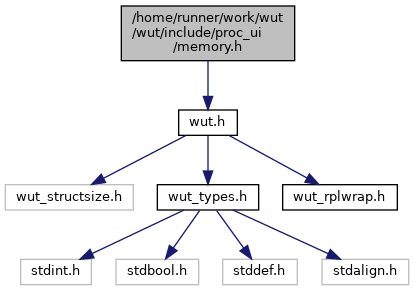 /home/runner/work/wut
/wut/include/proc_ui
/memory.h
wut.h
wut_structsize.h
wut_types.h
wut_rplwrap.h
stdint.h
stdbool.h
stddef.h
stdalign.h